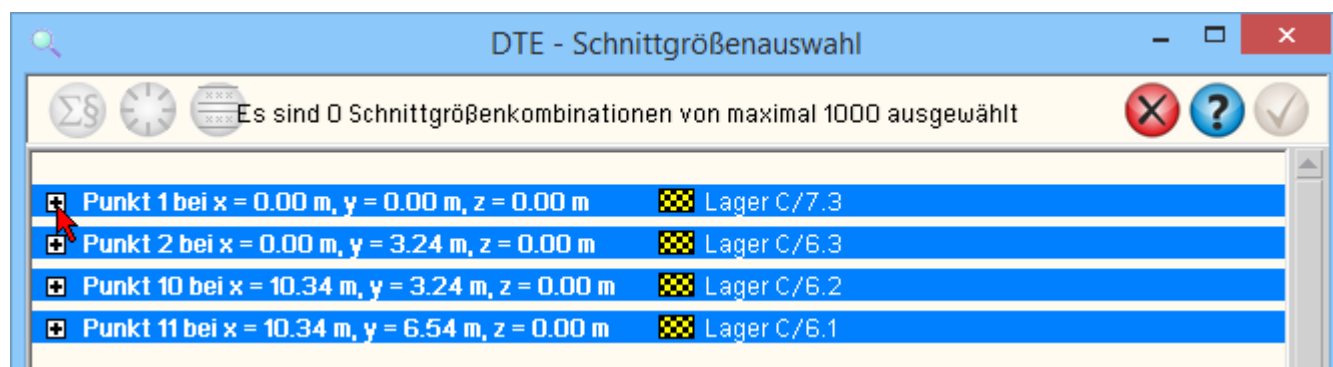 DTE - Schnittgrößenauswahl
Σ§
Es sind 0 Schnittgrößenkombinationen von maximal 1000 ausgewählt
Punkt 1 bei x = 0.00 m, y = 0.00 m, z = 0.00 m Lager C/7.3
Punkt 2 bei x = 0.00 m, y = 3.24 m, z = 0.00 m Lager C/6.3
Punkt 10 bei x = 10.34 m, y = 3.24 m, z = 0.00 m Lager C/6.2
Punkt 11 bei x = 10.34 m, y = 6.54 m, z = 0.00 m Lager C/6.1